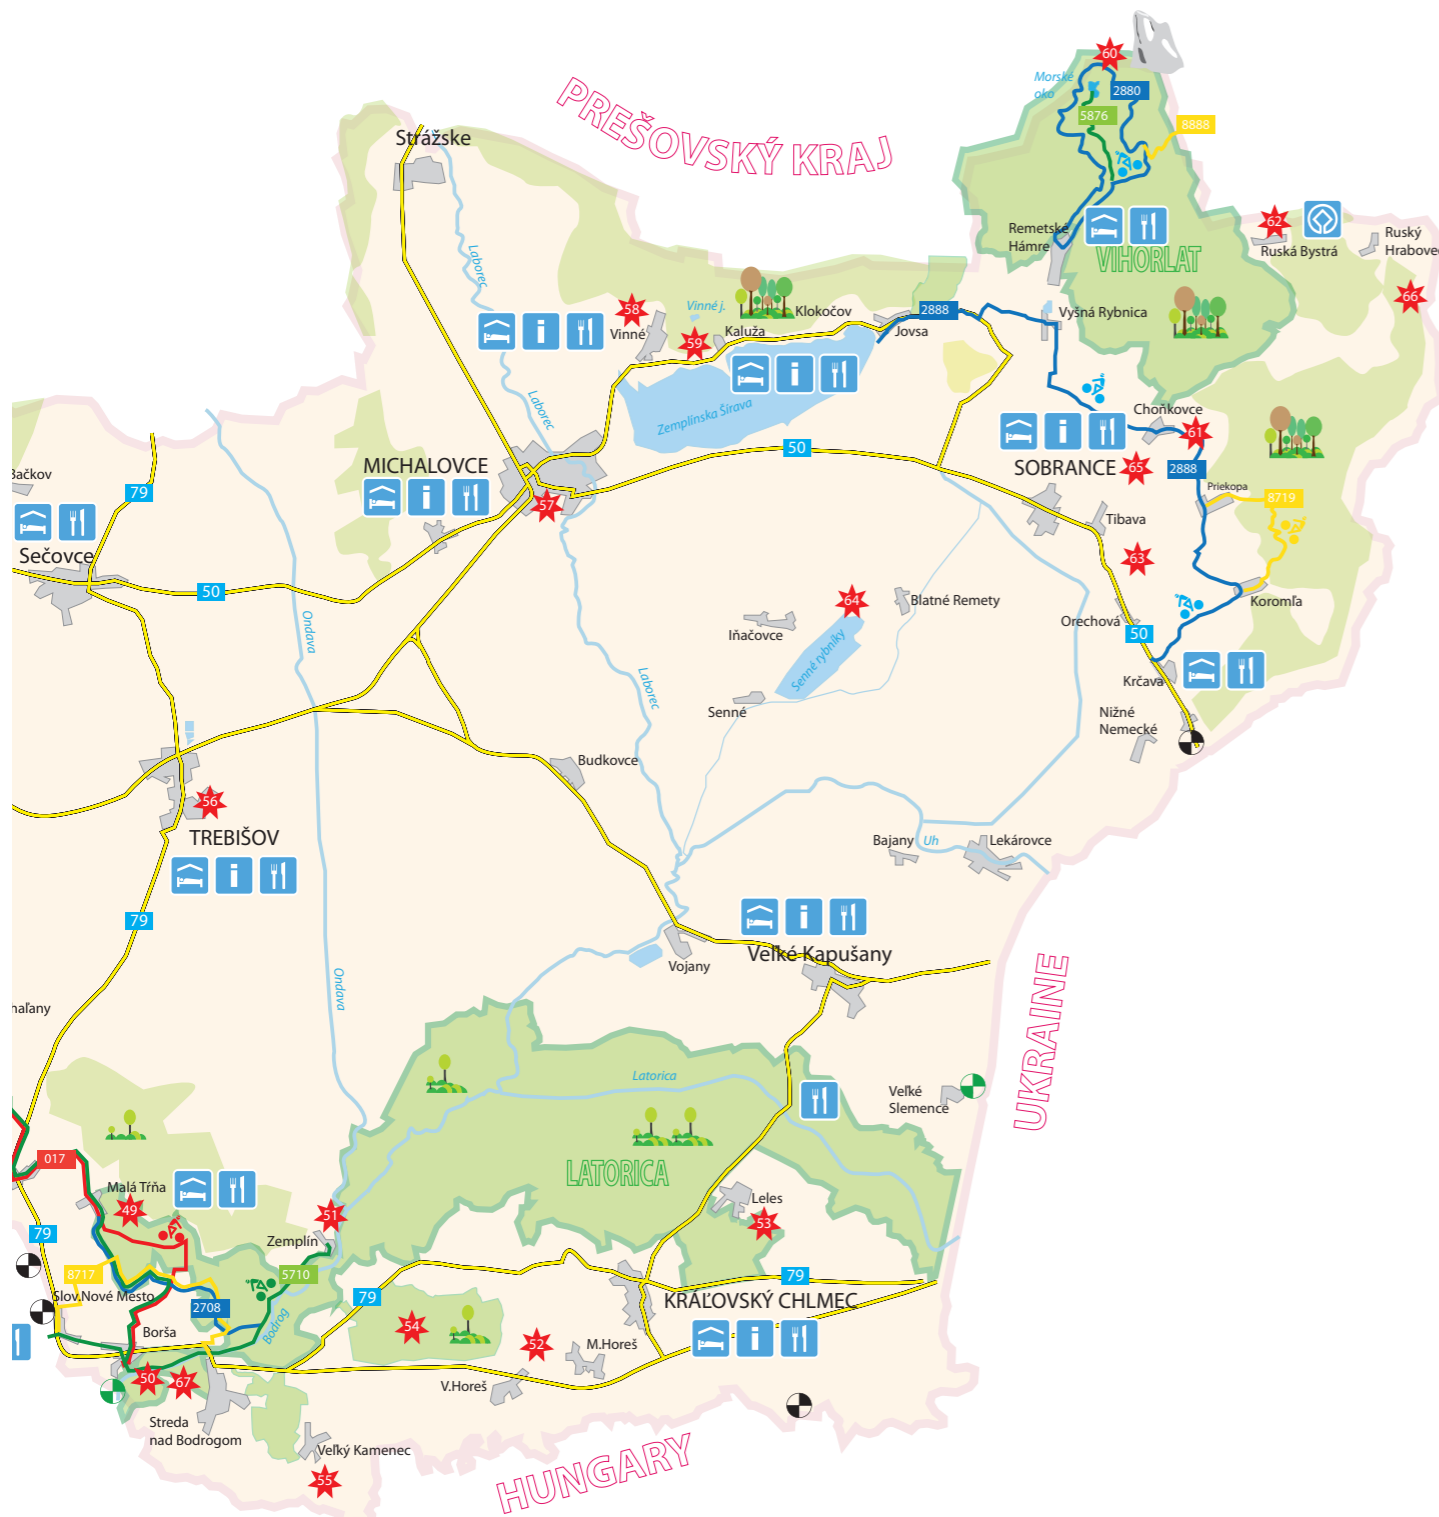 60
Morské
oko
2880
5876
8888
PREŠOVSKÝ KRAJ
Strážske
Laborec
Remetské
Hámre
VIHORLAT
62
Ruská Bystrá
Ruský
Hrabovec
66
58
Vinné
Vinné j.
59
Kaluža
Klokočov
2888
Jovsa
Vyšná Rybnica
i
i
Zemplínska Šírava
Laborec
Choňkovce
61
i
50
SOBRANCE
65
2888
MICHALOVCE
i
57
Priekopa
8719
Bačkov
79
Tibava
Sečovce
50
63
64
Blatné Remety
Koromľa
Iňačovce
Orechová
50
Ondava
Senné rybníky
Laborec
Krčava
Senné
Nižné
Nemecké
Budkovce
56
TREBIŠOV
i
Bajany
Uh
Lekárovce
79
i
Veľké Kapušany
Vojany
Ondava
UKRAINE
haľany
Latorica
Veľké
Slemence
017
LATORICA
Malá Tŕňa
49
51
Leles
53
79
Zemplín
8717
5710
79
Slov.Nové Mesto
2708
79
KRÁĽOVSKÝ CHLMEC
Bodrog
Borša
54
52
M.Horeš
i
50
67
V.Horeš
Streda
nad Bodrogom
Veľký Kamenec
55
HUNGARY